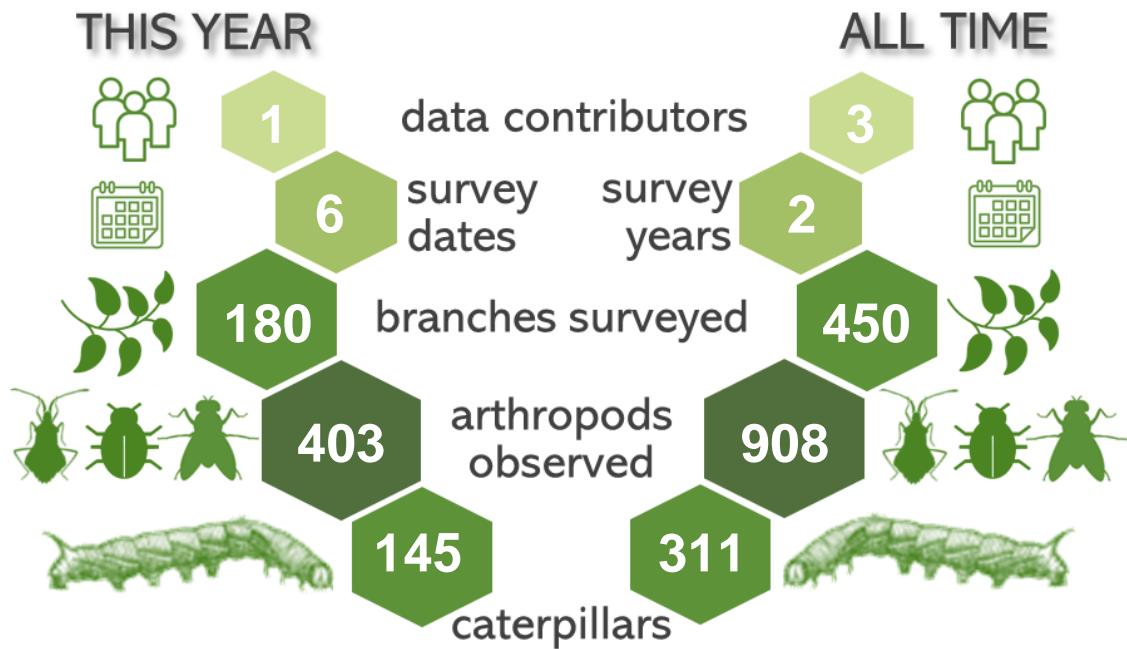 THIS YEAR
ALL TIME
1
data contributors
3
6
survey
dates
survey
years
2
180
branches surveyed
450
403
arthropods
observed
908
145
311
caterpillars